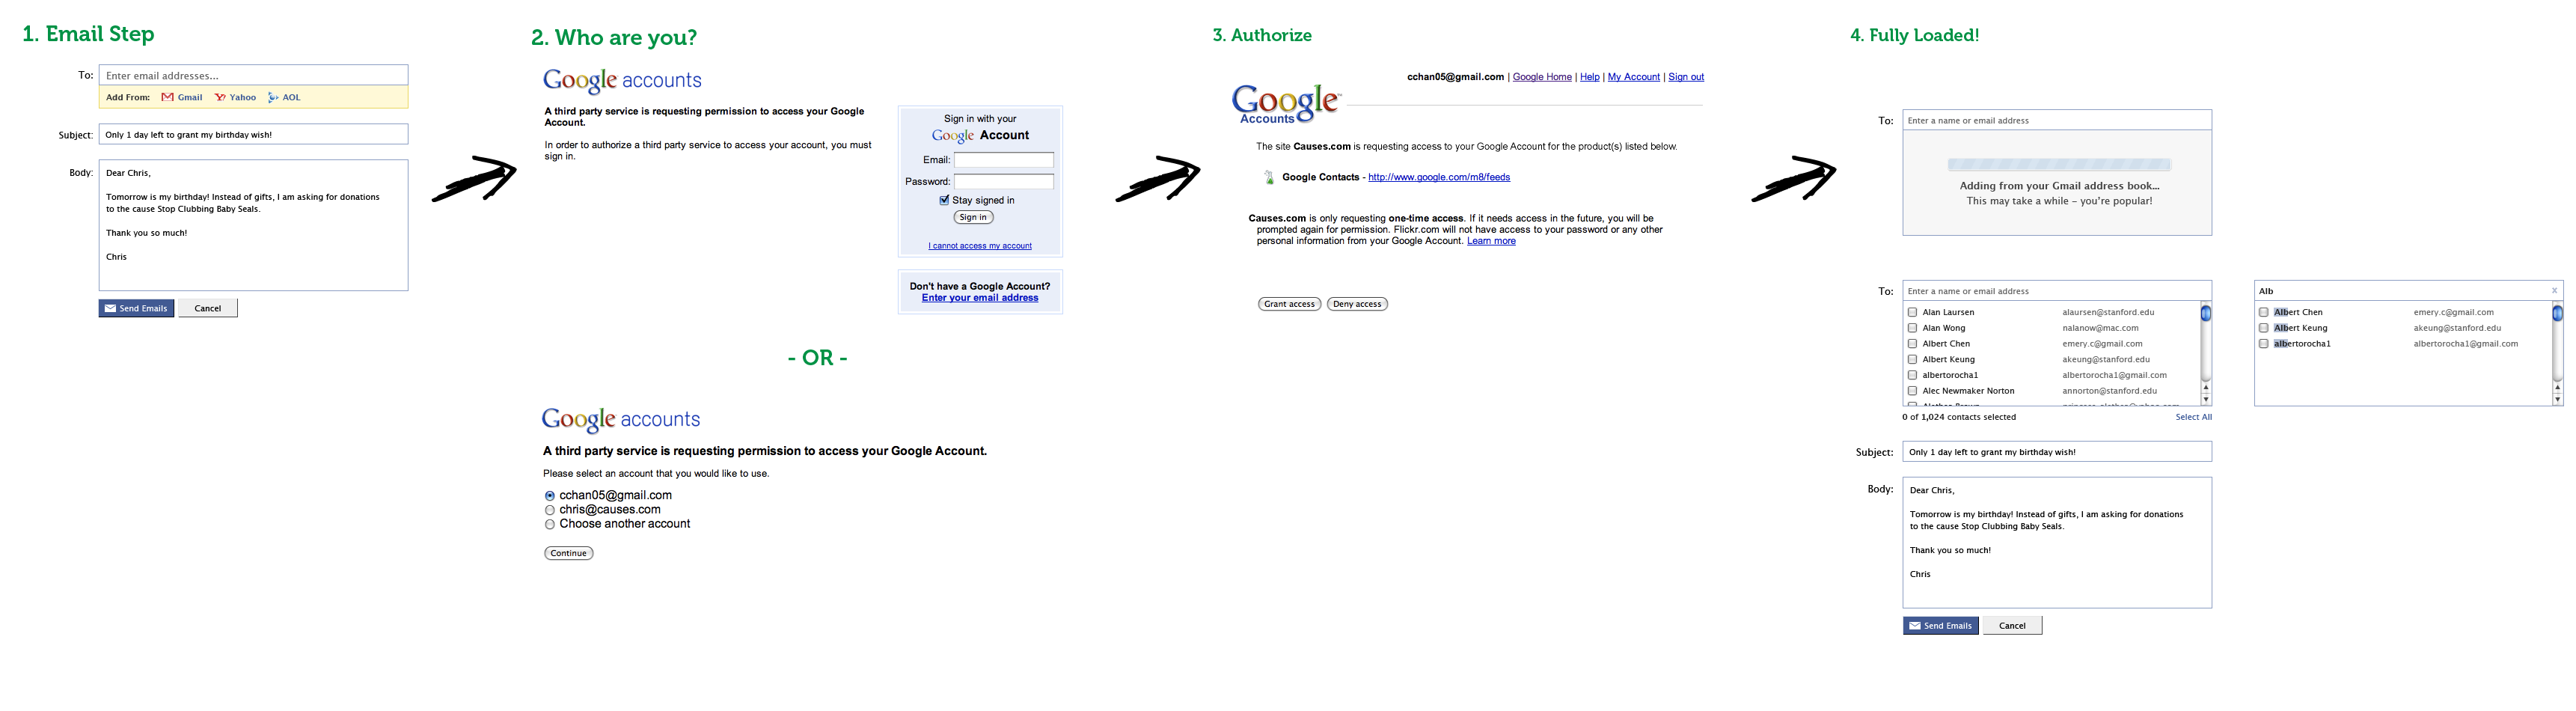 1. Email Step
To: Enter email addresses...
Add From: Gmail Yahoo AOL
Subject: Only 1 day left to grant my birthday wish!
Body: Dear Chris,
Tomorrow is my birthday! Instead of gifts, I am asking for donations
to the cause Stop Clubbing Baby Seals.
Thank you so much!
Chris
Send Emails Cancel
2. Who are you?
Google accounts
A third party service is requesting permission to access your Google
Account.
In order to authorize a third party service to access your account, you must
sign in.
Sign in with your
Google Account
Email:
Password:
Stay signed in
Sign in
I cannot access my account
Don't have a Google Account?
Enter your email address
- OR -
Google accounts
A third party service is requesting permission to access your Google Account.
Please select an account that you would like to use.
cchan05@gmail.com
chris@causes.com
Choose another account
Continue
3. Authorize
cchan05@gmail.com | Google Home | Help | My Account | Sign out
Google™
Accounts
The site Causes.com is requesting access to your Google Account for the product(s) listed below.
Google Contacts - http://www.google.com/m8/feeds
Causes.com is only requesting one-time access. If it needs access in the future, you will be
prompted again for permission. Flickr.com will not have access to your password or any other
personal information from your Google Account. Learn more
Grant access Deny access
4. Fully Loaded!
To: Enter a name or email address
Adding from your Gmail address book...
This may take a while – you're popular!
To: Enter a name or email address
Alan Laursen alaursen@stanford.edu
Alan Wong nalanow@mac.com
Albert Chen emery.c@gmail.com
Albert Keung akeung@stanford.edu
albertorocha1 albertorocha1@gmail.com
Alec Newmaker Norton annorton@stanford.edu
0 of 1,024 contacts selected Select All
Alb x
Albert Chen emery.c@gmail.com
Albert Keung akeung@stanford.edu
albertorocha1 albertorocha1@gmail.com
Subject: Only 1 day left to grant my birthday wish!
Body: Dear Chris,
Tomorrow is my birthday! Instead of gifts, I am asking for donations
to the cause Stop Clubbing Baby Seals.
Thank you so much!
Chris
Send Emails Cancel